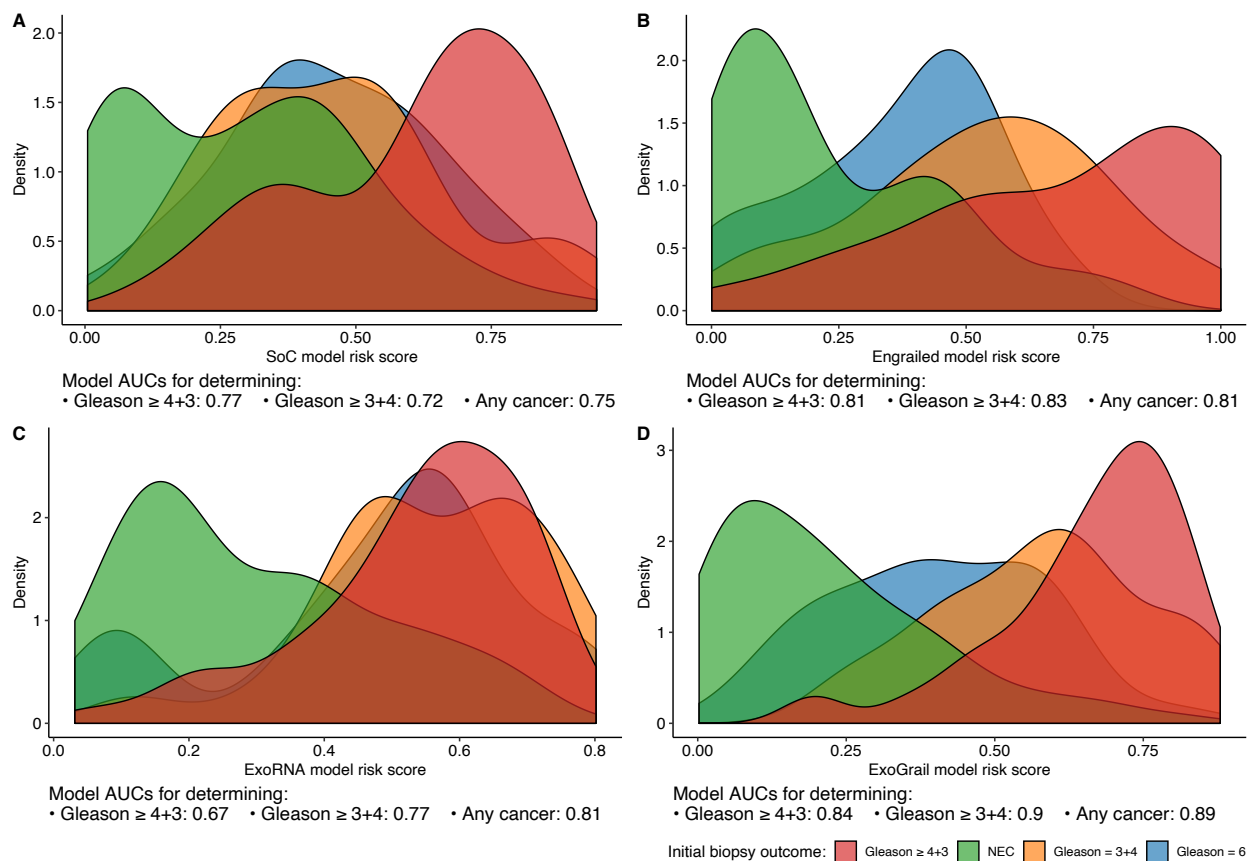 A
Density
2.0
1.5
1.0
0.5
0.0
0.00 0.25 0.50 0.75
SoC model risk score
Model AUCs for determining:
• Gleason ≥ 4+3: 0.77 • Gleason ≥ 3+4: 0.72 • Any cancer: 0.75
B
Density
2.0
1.5
1.0
0.5
0.0
0.00 0.25 0.50 0.75 1.00
Engrailed model risk score
Model AUCs for determining:
• Gleason ≥ 4+3: 0.81 • Gleason ≥ 3+4: 0.83 • Any cancer: 0.81
C
Density
2
1
0
0.0 0.2 0.4 0.6 0.8
ExoRNA model risk score
Model AUCs for determining:
• Gleason ≥ 4+3: 0.67 • Gleason ≥ 3+4: 0.77 • Any cancer: 0.81
D
Density
3
2
1
0
0.00 0.25 0.50 0.75
ExoGrail model risk score
Model AUCs for determining:
• Gleason ≥ 4+3: 0.84 • Gleason ≥ 3+4: 0.9 • Any cancer: 0.89
Initial biopsy outcome: Gleason ≥ 4+3 NEC Gleason = 3+4 Gleason = 6